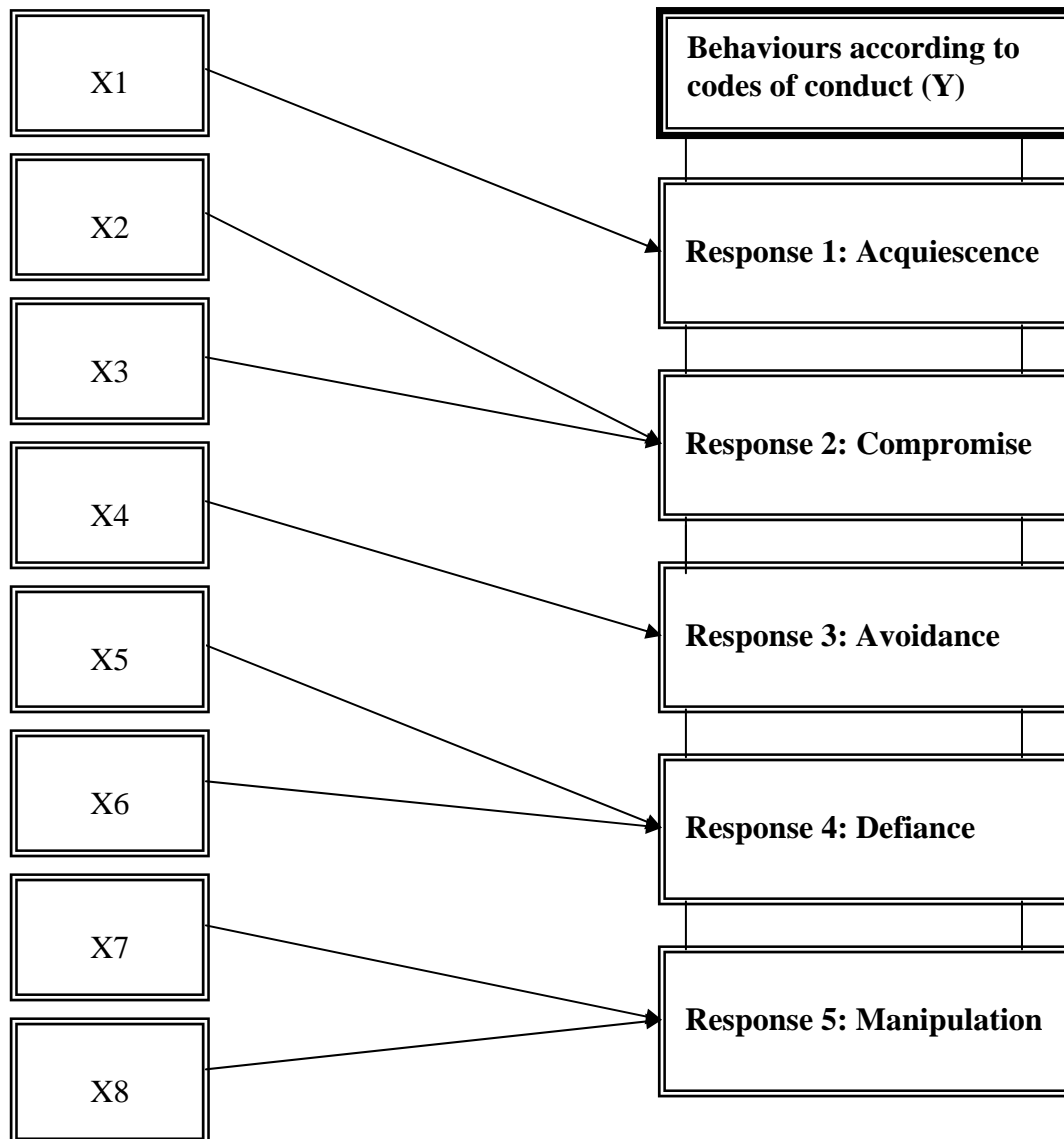 X1
X2
X3
X4
X5
X6
X7
X8
Behaviours according to
codes of conduct (Y)
Response 1: Acquiescence
Response 2: Compromise
Response 3: Avoidance
Response 4: Defiance
Response 5: Manipulation